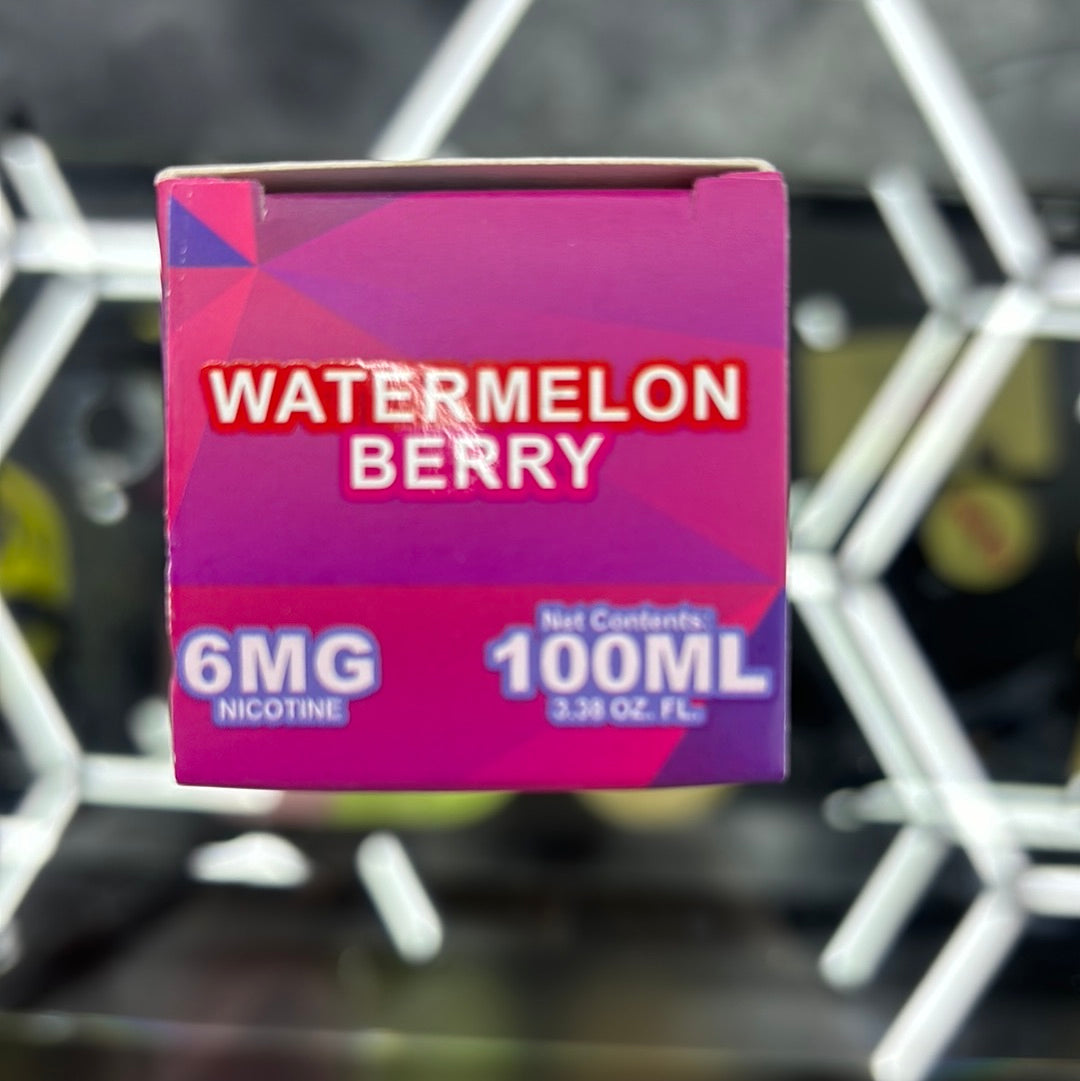 WATERMELON
BERRY
6MG
NICOTINE
Net Contents:
100ML
3.38 OZ. FL.